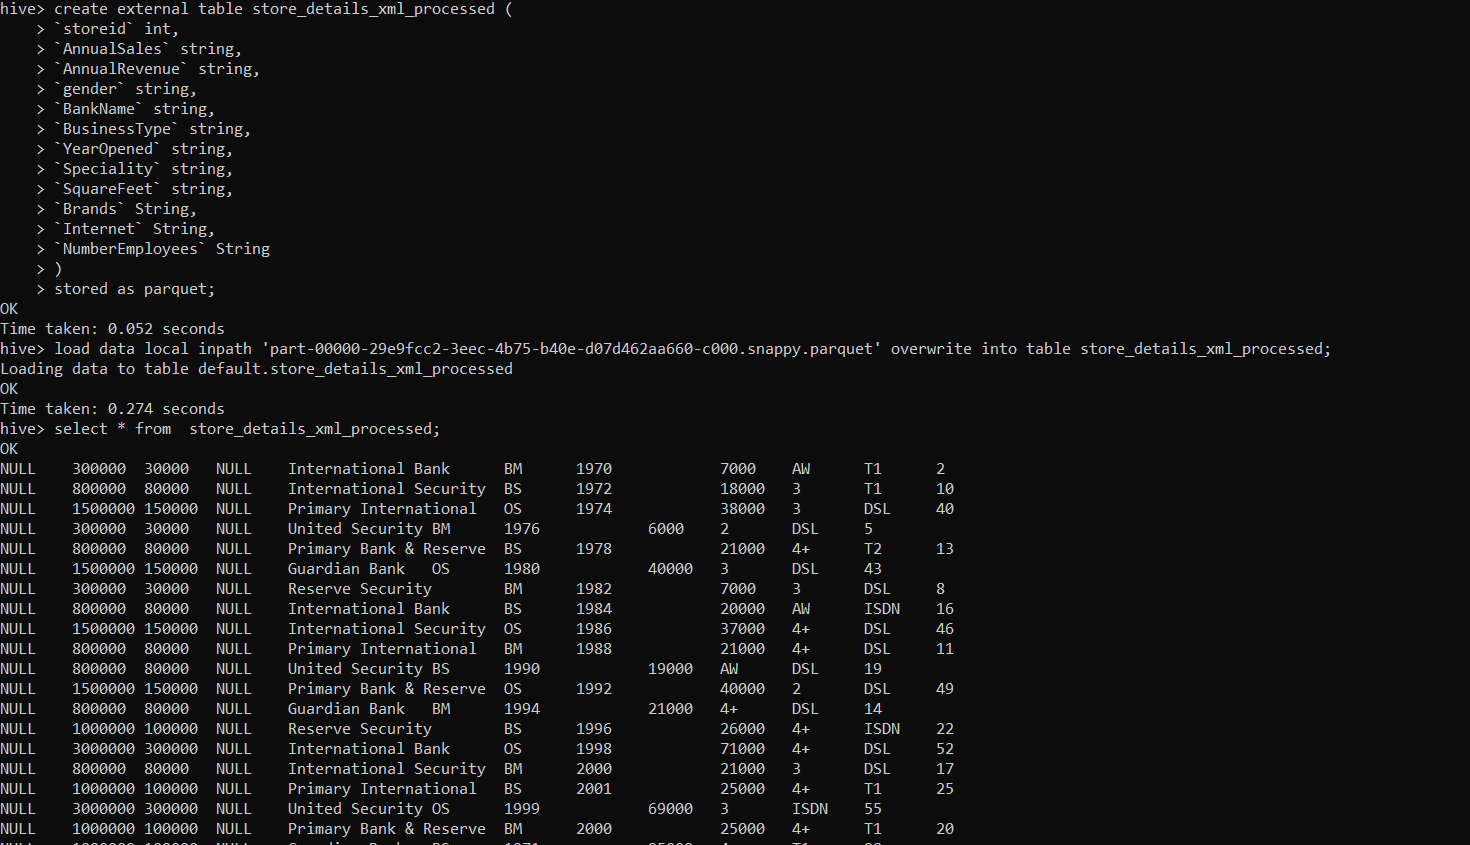 hive> create external table store_details_xml_processed (
    > `storeid` int,
    > `AnnualSales` string,
    > `AnnualRevenue` string,
    > `gender` string,
    > `BankName` string,
    > `BusinessType` string,
    > `YearOpened` string,
    > `Speciality` string,
    > `SquareFeet` string,
    > `Brands` String,
    > `Internet` String,
    > `NumberEmployees` String
    > )
    > stored as parquet;
OK
Time taken: 0.052 seconds
hive> load data local inpath 'part-00000-29e9fcc2-3eec-4b75-b40e-d07d462aa660-c000.snappy.parquet' overwrite into table store_details_xml_processed;
Loading data to table default.store_details_xml_processed
OK
Time taken: 0.274 seconds
hive> select * from  store_details_xml_processed;
OK
NULL    300000  30000   NULL    International Bank      BM      1970            7000    AW      T1      2
NULL    800000  80000   NULL    International Security  BS      1972            18000   3       T1      10
NULL    1500000 150000  NULL    Primary International   OS      1974            38000   3       DSL     40
NULL    300000  30000   NULL    United Security BM      1976            6000    2       DSL     5
NULL    800000  80000   NULL    Primary Bank & Reserve  BS      1978            21000   4+      T2      13
NULL    1500000 150000  NULL    Guardian Bank   OS      1980            40000   3       DSL     43
NULL    300000  30000   NULL    Reserve Security        BM      1982            7000    3       DSL     8
NULL    800000  80000   NULL    International Bank      BS      1984            20000   AW      ISDN    16
NULL    1500000 150000  NULL    International Security  OS      1986            37000   4+      DSL     46
NULL    800000  80000   NULL    Primary International   BM      1988            21000   4+      DSL     11
NULL    800000  80000   NULL    United Security BS      1990            19000   AW      DSL     19
NULL    1500000 150000  NULL    Primary Bank & Reserve  OS      1992            40000   2       DSL     49
NULL    800000  80000   NULL    Guardian Bank   BM      1994            21000   4+      DSL     14
NULL    1000000 100000  NULL    Reserve Security        BS      1996            26000   4+      ISDN    22
NULL    3000000 300000  NULL    International Bank      OS      1998            71000   4+      DSL     52
NULL    800000  80000   NULL    International Security  BM      2000            21000   3       DSL     17
NULL    1000000 100000  NULL    Primary International   BS      2001            25000   4+      T1      25
NULL    3000000 300000  NULL    United Security OS      1999            69000   3       ISDN    55
NULL    1000000 100000  NULL    Primary Bank & Reserve  BM      2000            25000   4+      T1      20